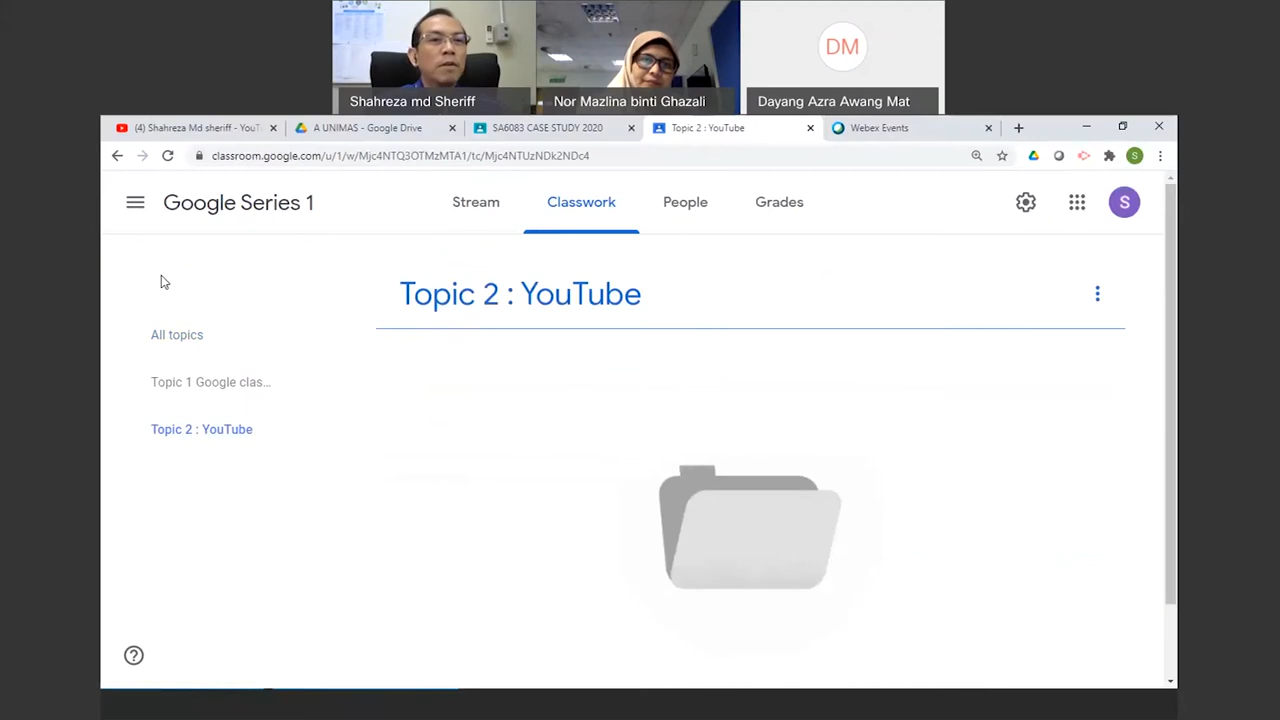 DM
Shahreza md Sheriff
Nor Mazlina binti Ghazali
Dayang Azra Awang Mat
(4) Shahreza Md sheriff - YouT
A UNIMAS - Google Drive
SA6083 CASE STUDY 2020
Topic 2 : YouTube
Webex Events
classroom.google.com/u/1/w/Mjc4NTQ3OTMzMTA1/tc/Mjc4NTUzNDk2NDc4
S
Google Series 1
Stream
Classwork
People
Grades
S
Topic 2 : YouTube
All topics
Topic 1 Google clas...
Topic 2 : YouTube